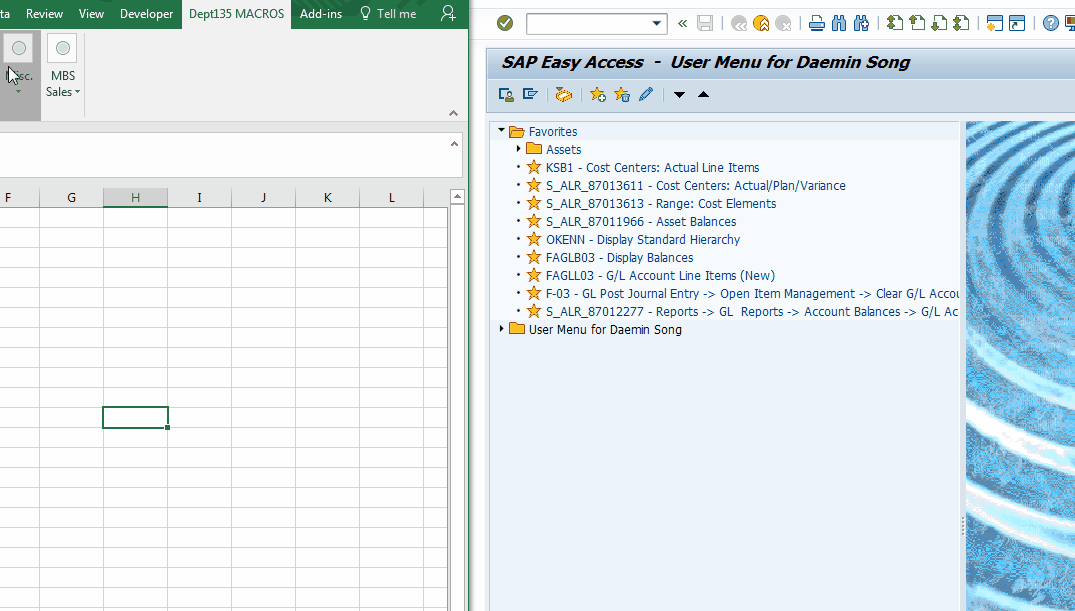 ta Review View Developer Dept135 MACROS Add-ins Tell me
Misc.
MBS
Sales
F G H I J K L
SAP Easy Access - User Menu for Daemin Song
Favorites
Assets
KSB1 - Cost Centers: Actual Line Items
S_ALR_87013611 - Cost Centers: Actual/Plan/Variance
S_ALR_87013613 - Range: Cost Elements
S_ALR_87011966 - Asset Balances
OKENN - Display Standard Hierarchy
FAGLB03 - Display Balances
FAGLL03 - G/L Account Line Items (New)
F-03 - GL Post Journal Entry -> Open Item Management -> Clear G/L Accou
S_ALR_87012277 - Reports -> GL Reports -> Account Balances -> G/L Ac
User Menu for Daemin Song